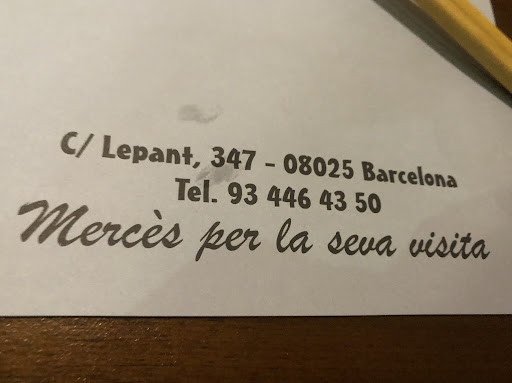 C/ Lepant, 347 - 08025 Barcelona
Tel. 93 446 43 50
Mercès per la seva visita